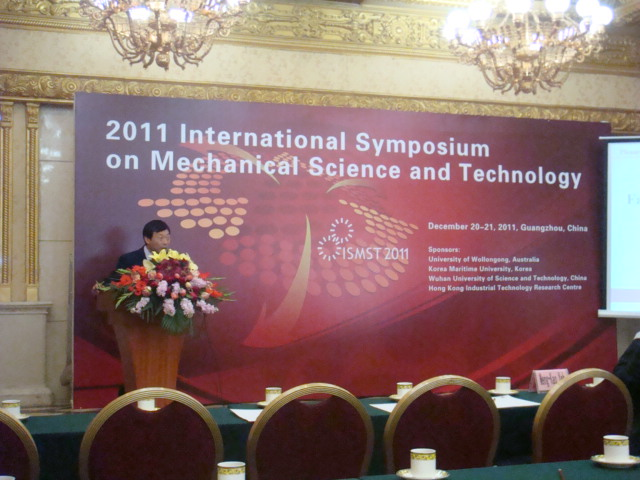 2011 International Symposium
on Mechanical Science and Technology
December 20-21, 2011, Guangzhou, China
ISMST 2011
Sponsors:
University of Wollongong, Australia
Korea Maritime University, Korea
Wuhan University of Science and Technology, China
Hong Kong Industrial Technology Research Centre